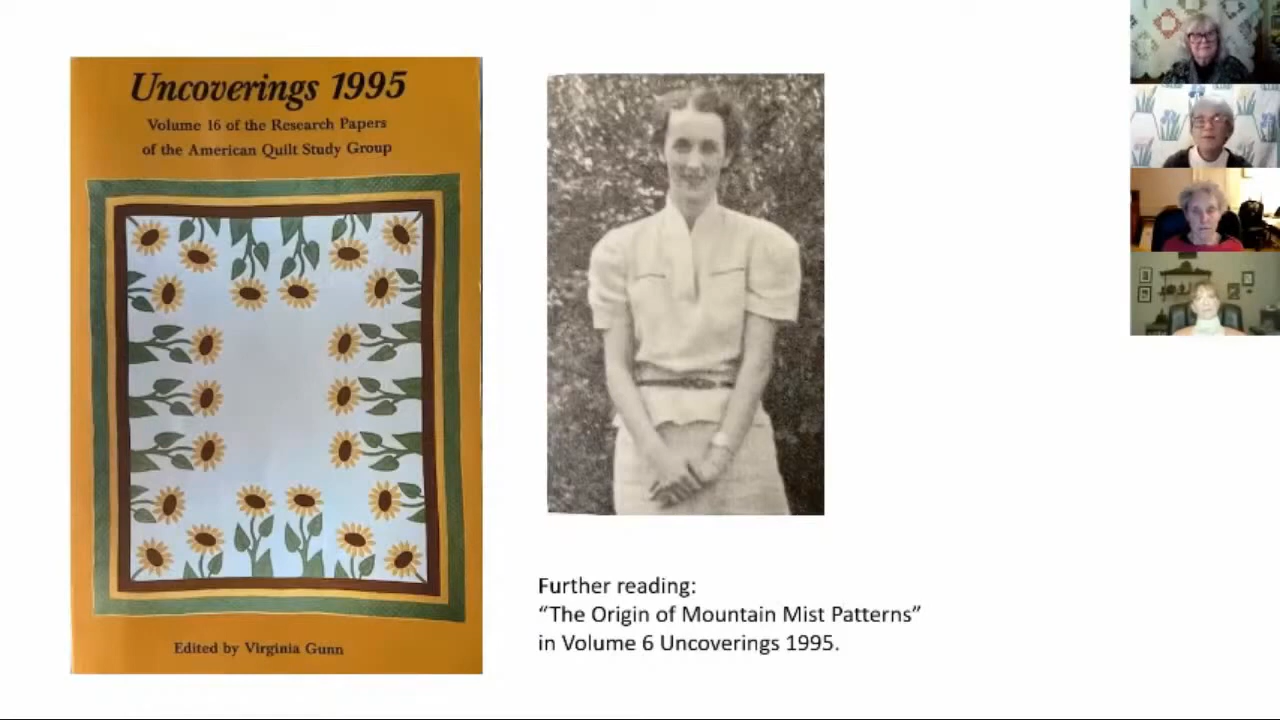 Uncoverings 1995
Volume 16 of the Research Papers
of the American Quilt Study Group
Edited by Virginia Gunn
Further reading:
“The Origin of Mountain Mist Patterns”
in Volume 6 Uncoverings 1995.